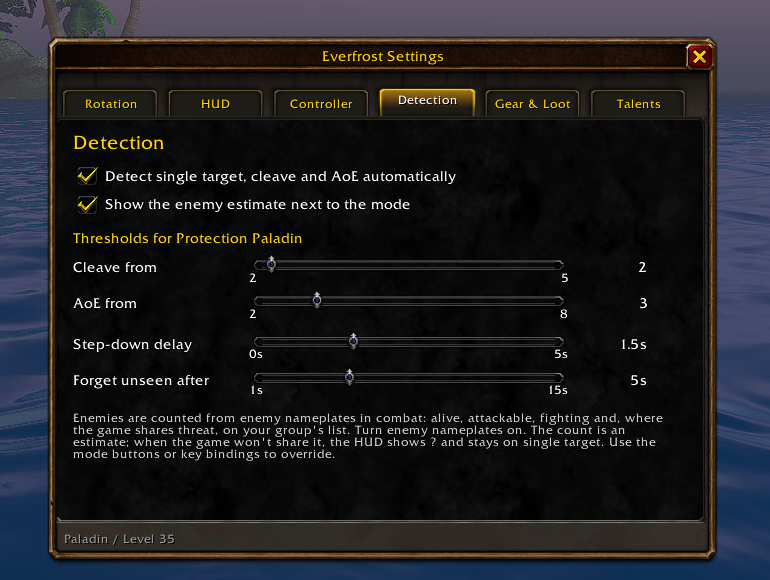 Everfrost Settings
Rotation
HUD
Controller
Detection
Gear & Loot
Talents
Detection
Detect single target, cleave and AoE automatically
Show the enemy estimate next to the mode
Thresholds for Protection Paladin
Cleave from
2
5
2
AoE from
2
8
3
Step-down delay
0s
5s
1.5s
Forget unseen after
1s
15s
5s
Enemies are counted from enemy nameplates in combat: alive, attackable, fighting and, where
the game shares threat, on your group's list. Turn enemy nameplates on. The count is an
estimate; when the game won't share it, the HUD shows ? and stays on single target. Use the
mode buttons or key bindings to override.
Paladin / Level 35